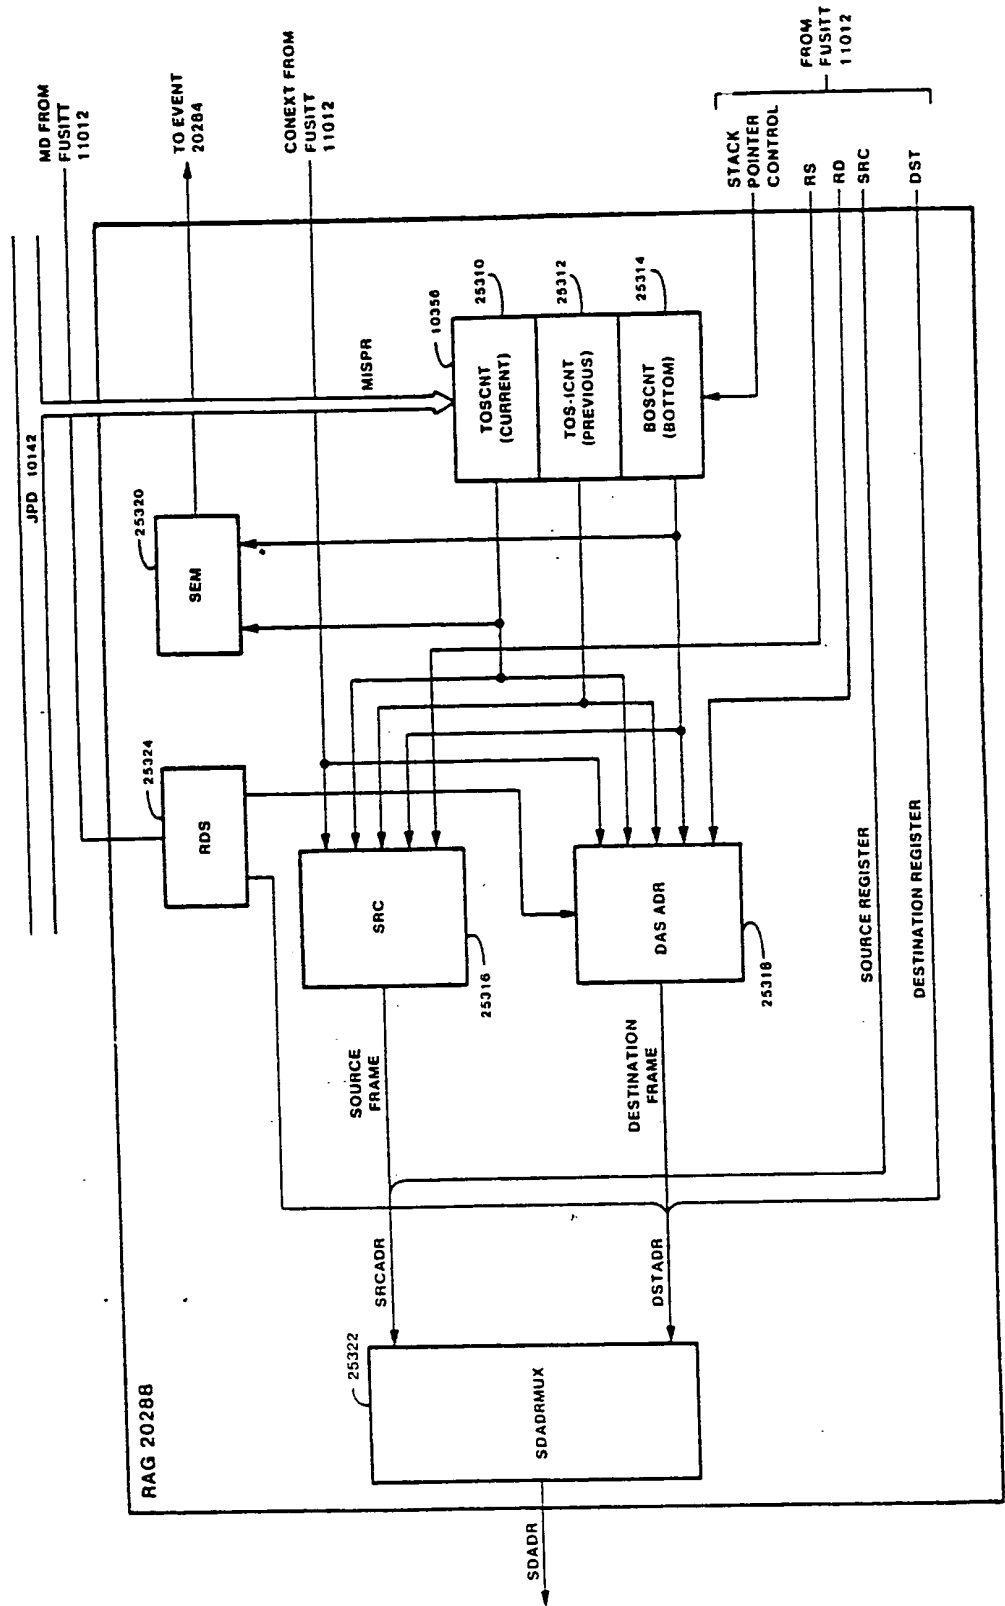 RAG 20288
JPD 10142
MD FROM
FUSITT
11012
TO EVENT
20284
CONEXT FROM
FUSITT
11012
FROM
FUSITT
11012
STACK
POINTER
CONTROL
RS
RD
SRC
DST
MISPR
10356
TOSCNT
(CURRENT)
25310
TOS-ICNT
(PREVIOUS)
25312
BOSCNT
(BOTTOM)
25314
25320
SEM
25324
RDS
SRC
25316
DAS ADR
25318
SOURCE
FRAME
DESTINATION
FRAME
SOURCE REGISTER
DESTINATION REGISTER
SRCADR
DSTADR
25322
SDADRMUX
SDADR